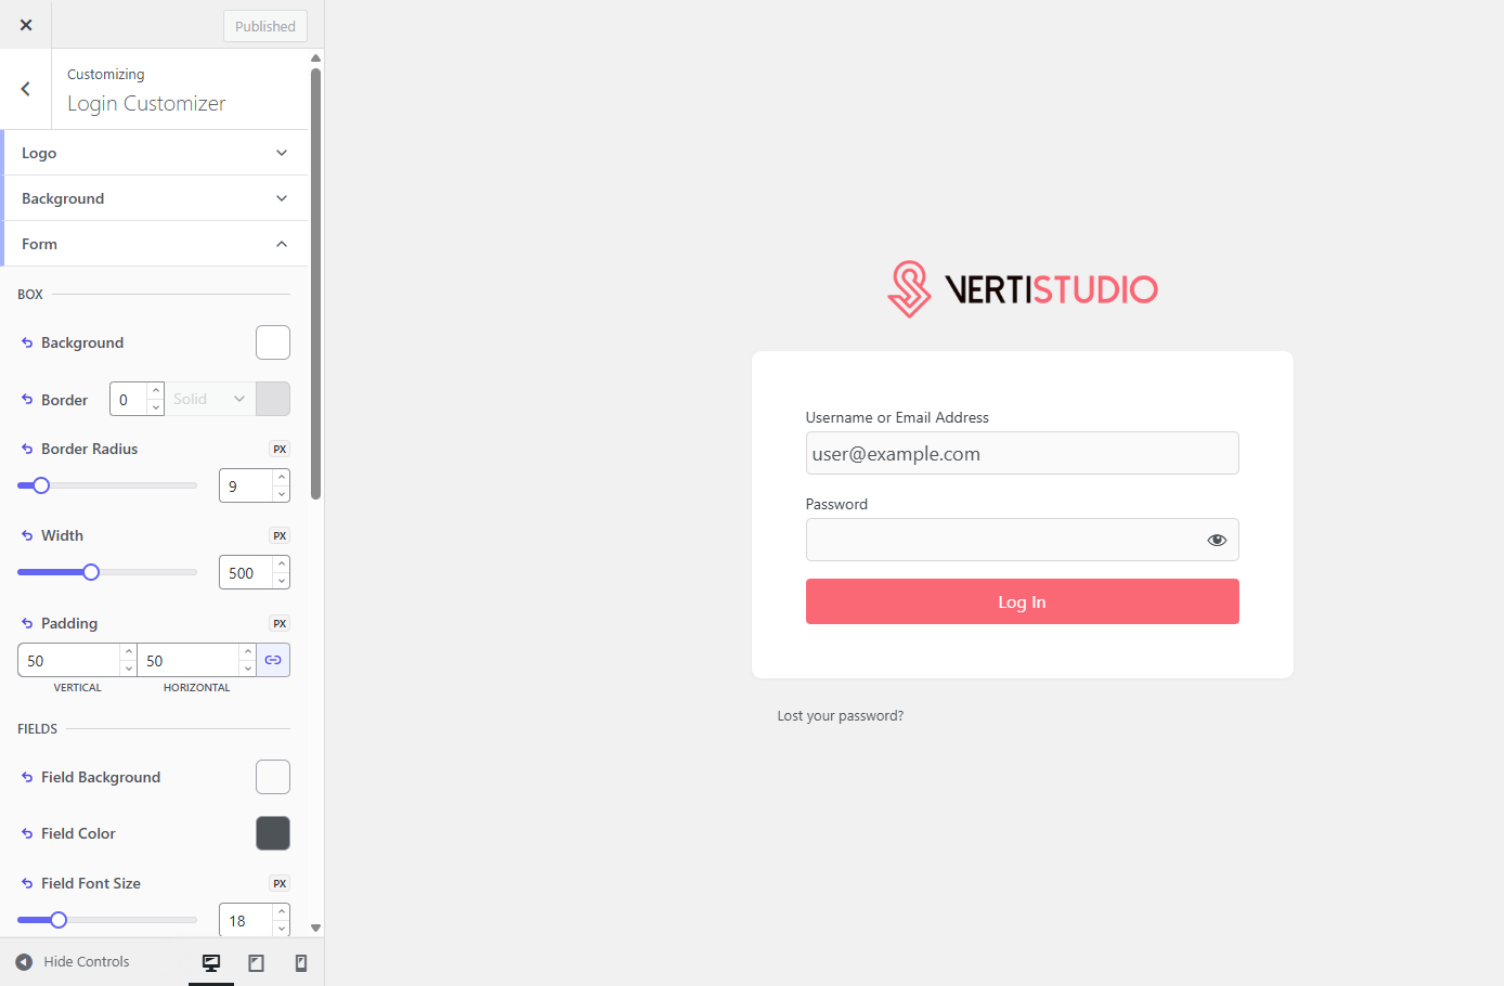 Published
Customizing
Login Customizer
Logo
Background
Form
BOX
Background
Border
0
Solid
Border Radius
PX
9
Width
PX
500
Padding
PX
50
50
VERTICAL
HORIZONTAL
FIELDS
Field Background
Field Color
Field Font Size
PX
18
Hide Controls
VERTISTUDIO
Username or Email Address
user@example.com
Password
Log In
Lost your password?